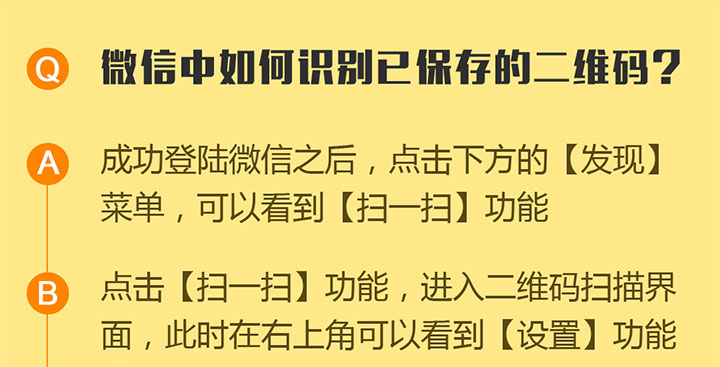 Q 微信中如何识别已保存的二维码?
A 成功登陆微信之后，点击下方的【发现】
菜单，可以看到【扫一扫】功能
B 点击【扫一扫】功能，进入二维码扫描界
面，此时在右上角可以看到【设置】功能